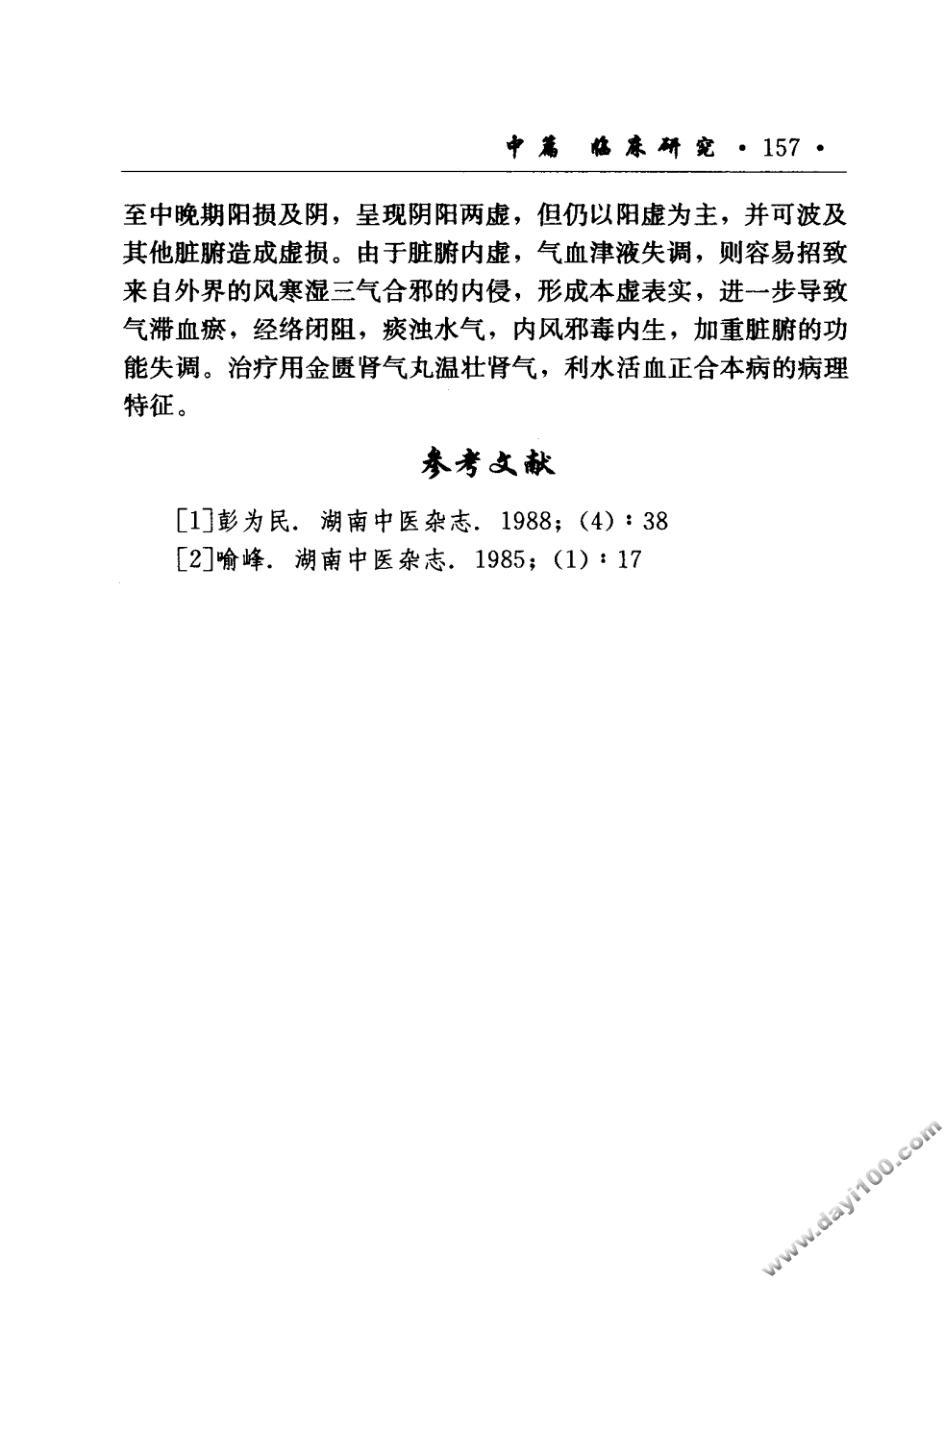 中篇 临床研究 · 157 ·
至中晚期阳损及阴，呈现阴阳两虚，但仍以阳虚为主，并可波及
其他脏腑造成虚损。由于脏腑内虚，气血津液失调，则容易招致
来自外界的风寒湿三气合邪的内侵，形成本虚表实，进一步导致
气滞血瘀，经络闭阻，痰浊水气，内风邪毒内生，加重脏腑的功
能失调。治疗用金匮肾气丸温壮肾气，利水活血正合本病的病理
特征。
参考文献
[1]彭为民．湖南中医杂志．1988；(4)：38
[2]喻峰．湖南中医杂志．1985；(1)：17
www.dayi100.com